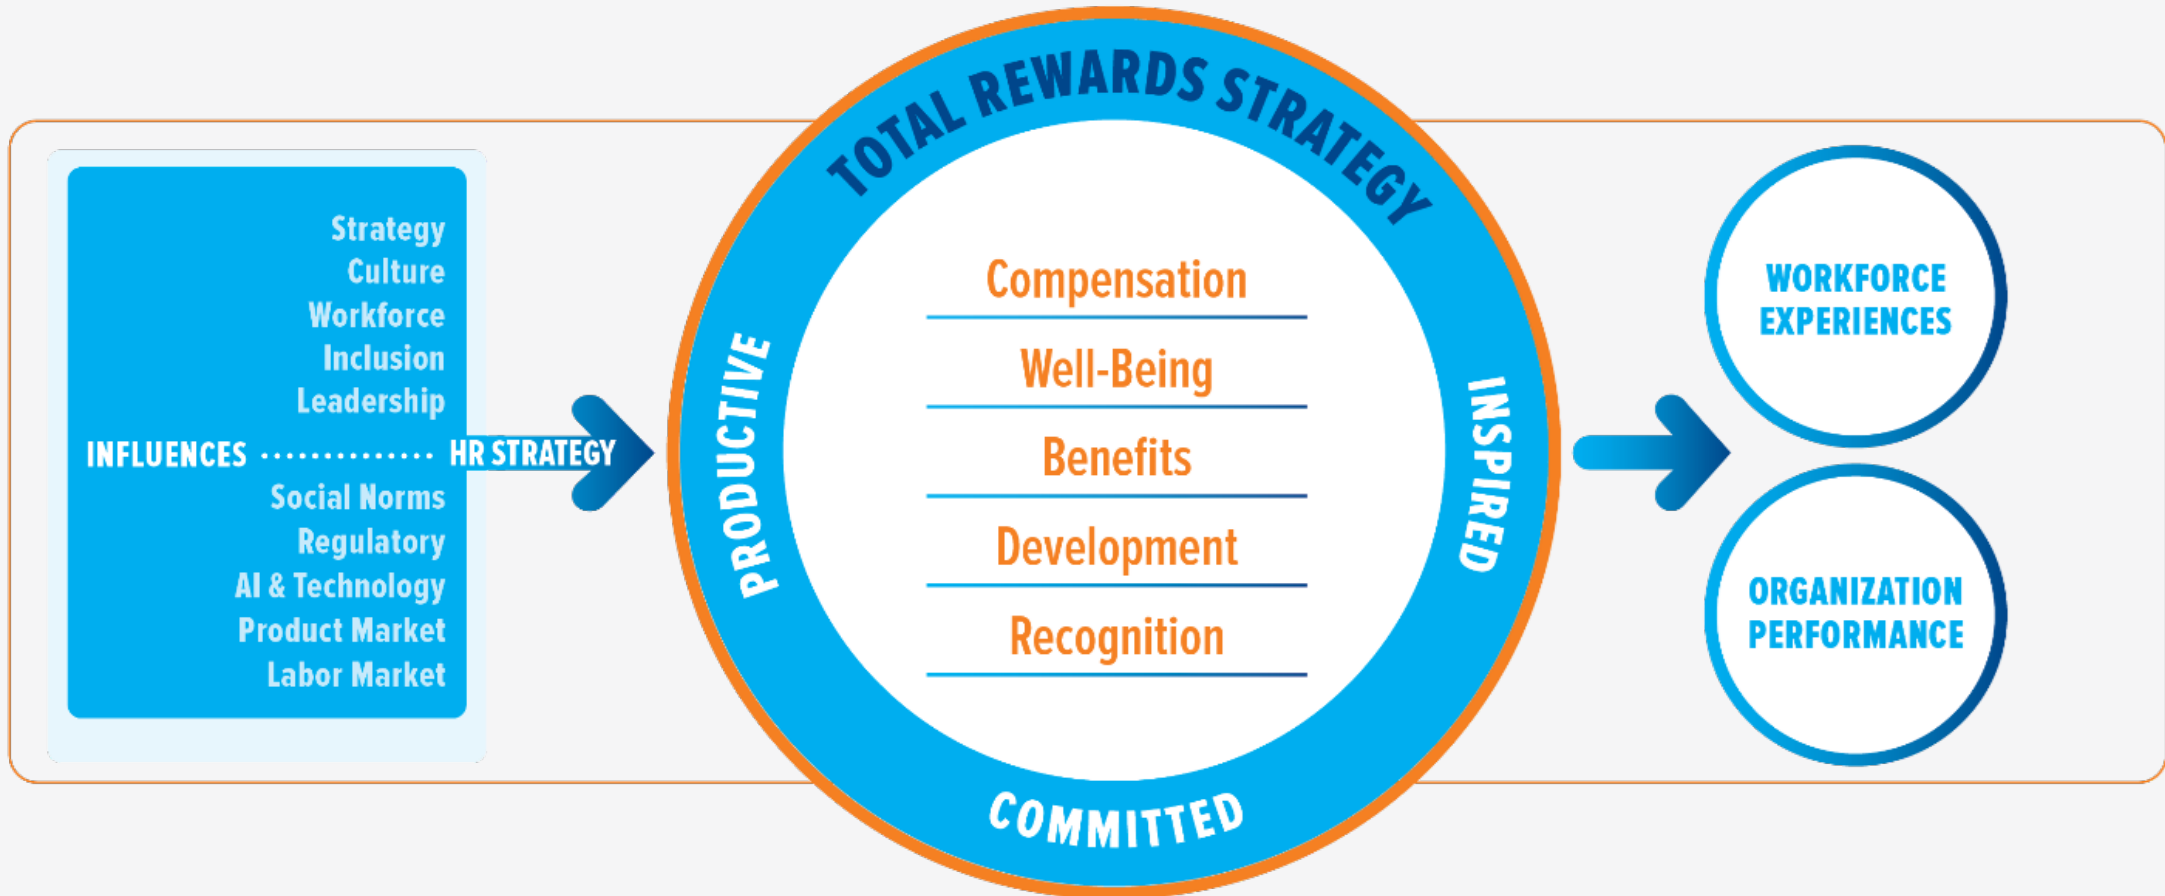 Strategy
Culture
Workforce
Inclusion
Leadership
INFLUENCES ·············· HR STRATEGY
Social Norms
Regulatory
AI & Technology
Product Market
Labor Market
TOTAL REWARDS STRATEGY
PRODUCTIVE
Compensation
Well-Being
Benefits
Development
Recognition
INSPIRED
COMMITTED
WORKFORCE
EXPERIENCES
ORGANIZATION
PERFORMANCE